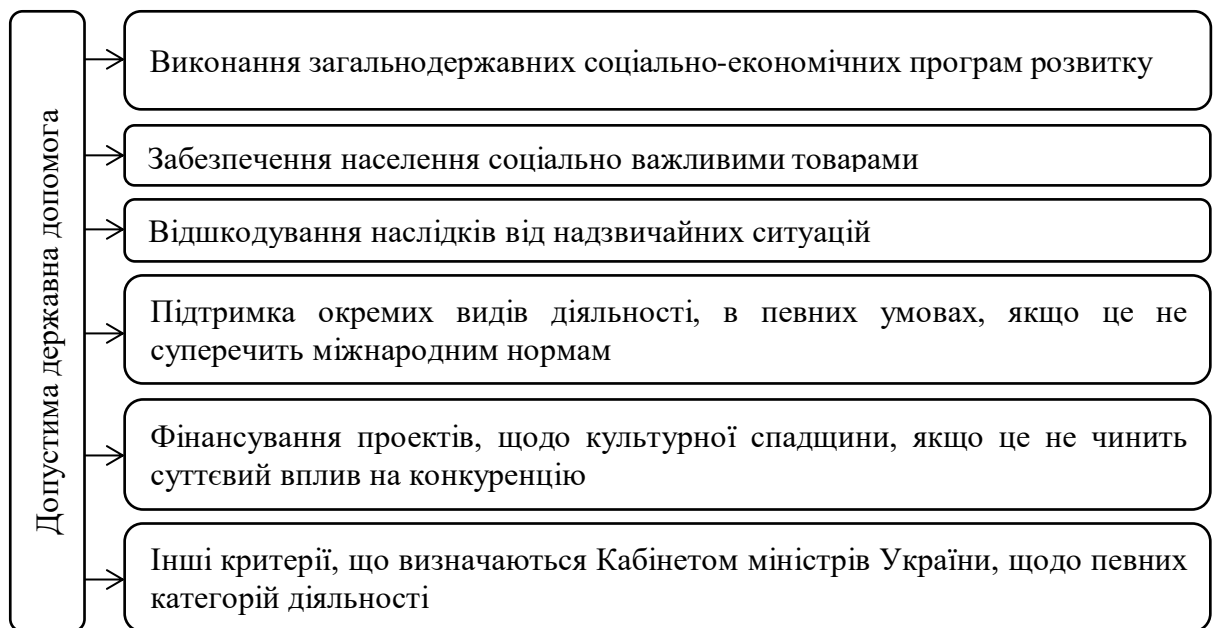 Допустима державна допомога
Виконання загальнодержавних соціально-економічних програм розвитку
Забезпечення населення соціально важливими товарами
Відшкодування наслідків від надзвичайних ситуацій
Підтримка окремих видів діяльності, в певних умовах, якщо це не
суперечить міжнародним нормам
Фінансування проектів, щодо культурної спадщини, якщо це не чинить
суттєвий вплив на конкуренцію
Інші критерії, що визначаються Кабінетом міністрів України, щодо певних
категорій діяльності